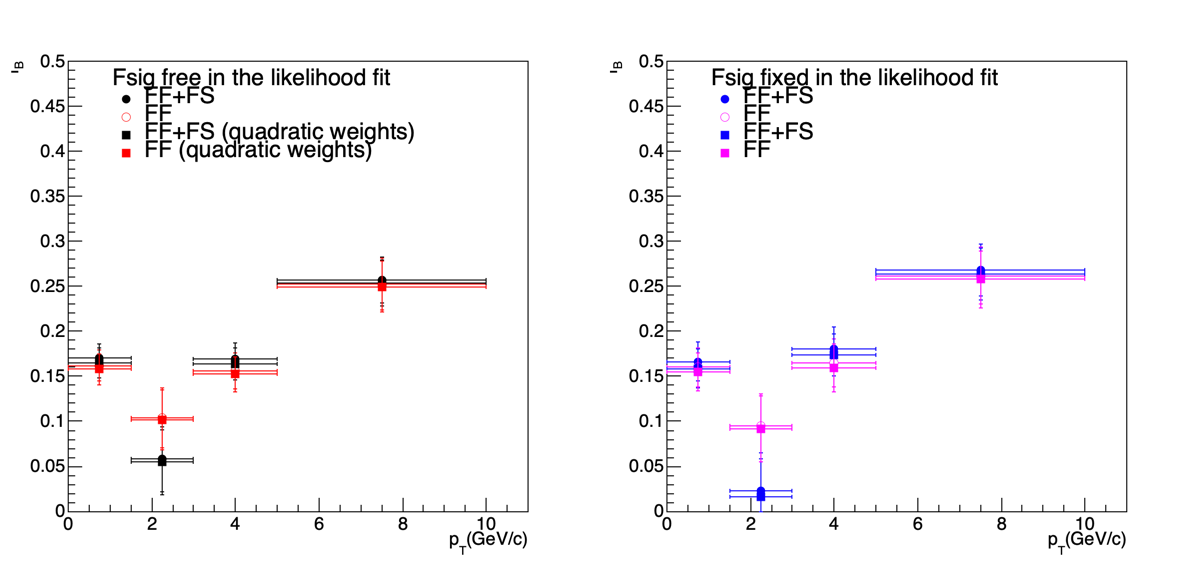 Fsig free in the likelihood fit
FF+FS
FF
FF+FS (quadratic weights)
FF (quadratic weights)
0.5
0.45
0.4
0.35
0.3
0.25
0.2
0.15
0.1
0.05
0
0 2 4 6 8 10
p_T(GeV/c)
Fsig fixed in the likelihood fit
FF+FS
FF
FF+FS
FF
0.5
0.45
0.4
0.35
0.3
0.25
0.2
0.15
0.1
0.05
0
0 2 4 6 8 10
p_T(GeV/c)